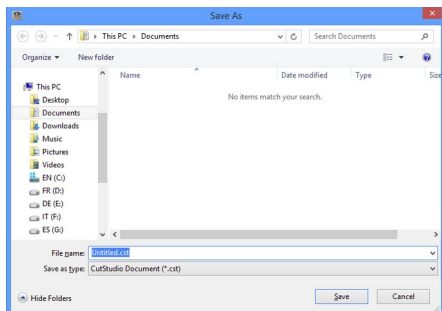 Save As
This PC ▸ Documents
Search Documents
Organize ▾ New folder
Name Date modified Type Size
No items match your search.
This PC
Desktop
Documents
Downloads
Music
Pictures
Videos
EN (C:)
FR (D:)
DE (E:)
IT (F:)
ES (G:)
File name: Untitled.cst
Save as type: CutStudio Document (*.cst)
Hide Folders Save Cancel